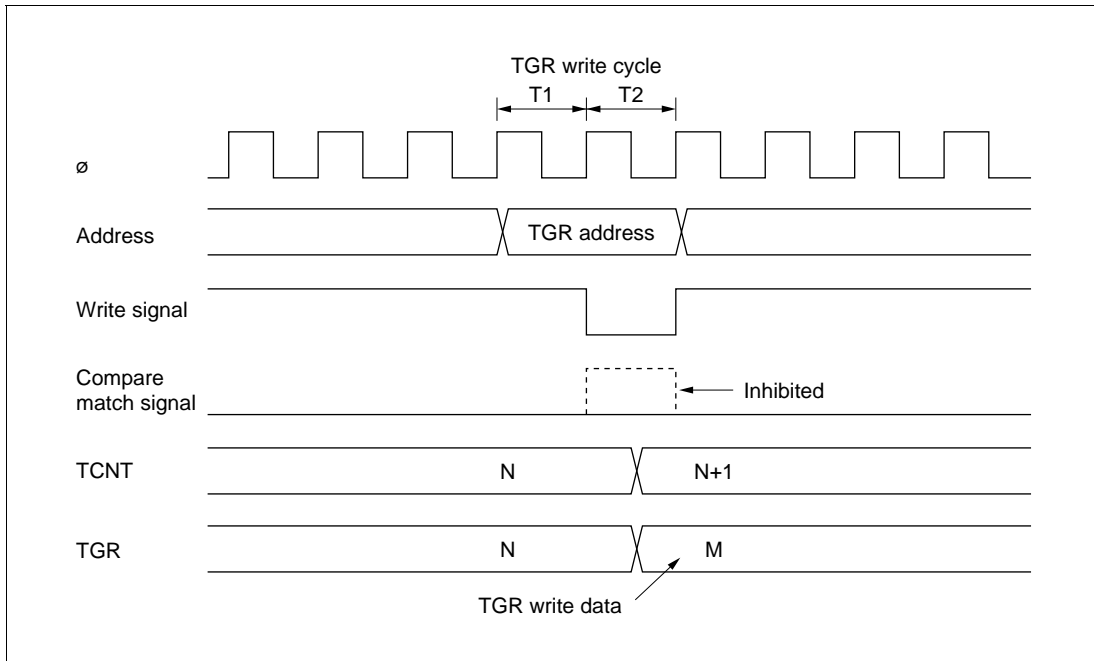 TGR write cycle
T1 T2
ø
Address
TGR address
Write signal
Compare
match signal
Inhibited
TCNT
N
N+1
TGR
N
M
TGR write data